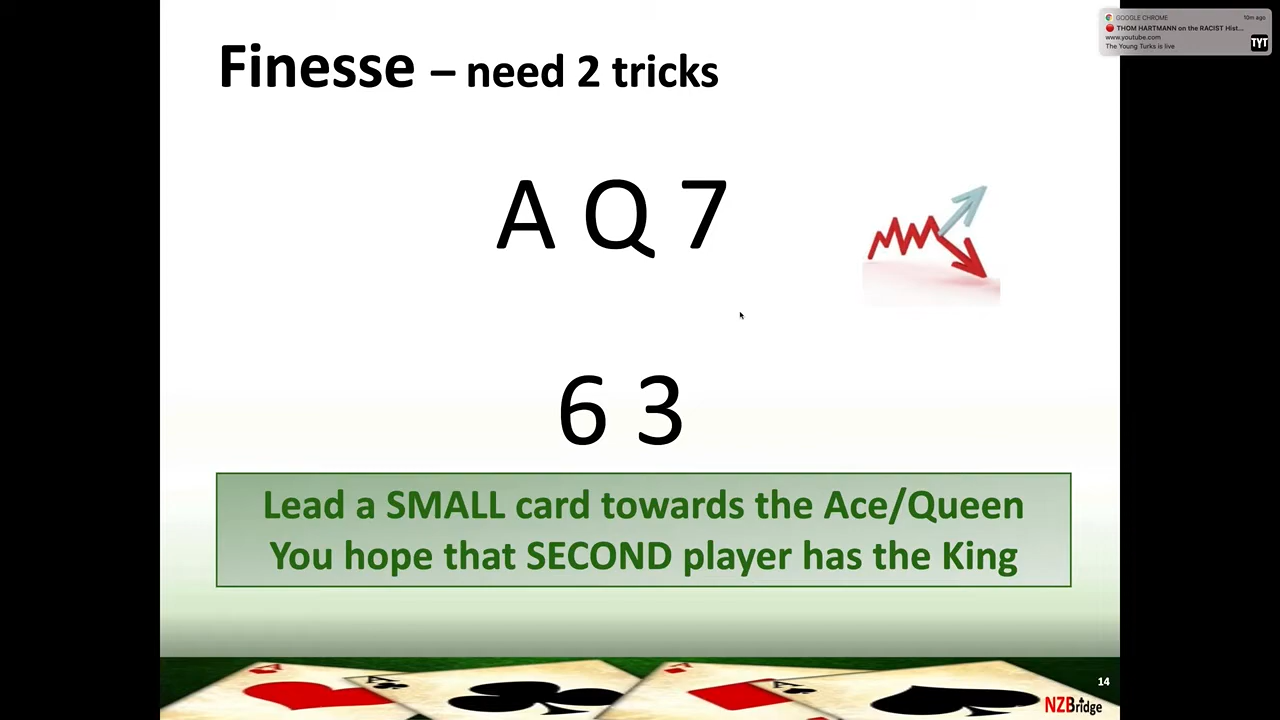 GOOGLE CHROME 10m ago
THOM HARTMANN on the RACIST Hist...
www.youtube.com
The Young Turks is live
TYT
Finesse – need 2 tricks
A Q 7
6 3
Lead a SMALL card towards the Ace/Queen
You hope that SECOND player has the King
14
NZBridge